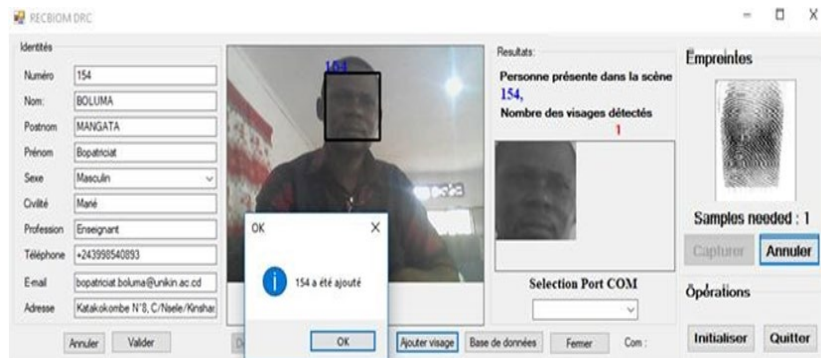 RECBIOM DRC
Identités
Numéro 154
Nom: BOLUMA
Postnom MANGATA
Prénom Bopatriciat
Sexe Masculin
Civilité Marié
Profession Enseignant
Téléphone +243998540893
E-mail bopatriciat.boluma@unikin.ac.cd
Adresse Katakokombe N°8, C/Nsele/Kinshar
Annuler Valider
154
OK
154 a été ajouté
OK
Ajouter visage Base de données Fermer Com :
Resultats:
Personne présente dans la scène
154,
Nombre des visages détectés
1
Selection Port COM
Empreintes
Samples needed : 1
Capturer Annuler
Opérations
Initialiser Quitter